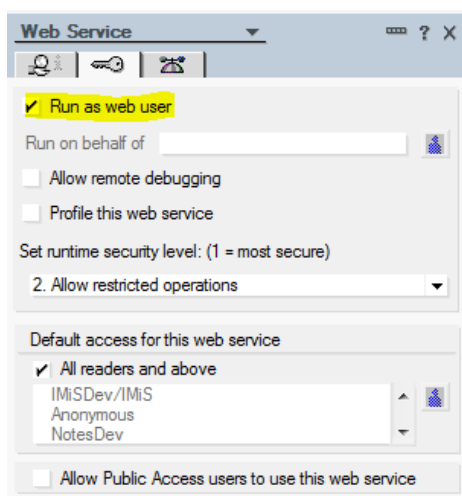 Web Service
? X
Run as web user
Run on behalf of
Allow remote debugging
Profile this web service
Set runtime security level: (1 = most secure)
2. Allow restricted operations
Default access for this web service
All readers and above
IMiSDev/IMiS
Anonymous
NotesDev
Allow Public Access users to use this web service